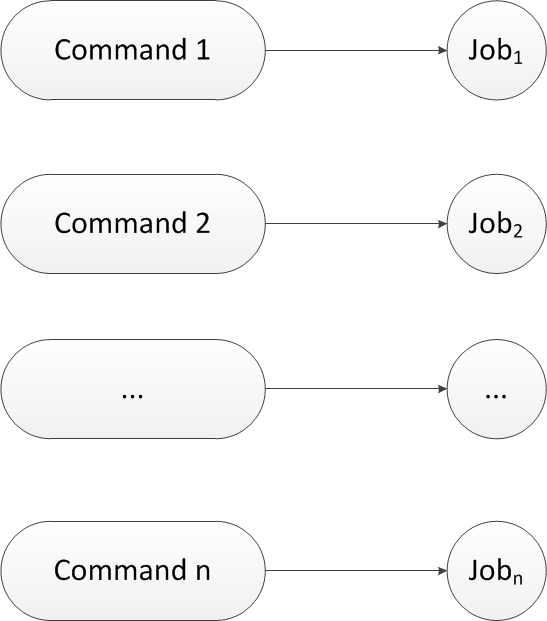 Command 1
Job₁
Command 2
Job₂
...
...
Command n
Jobₙ